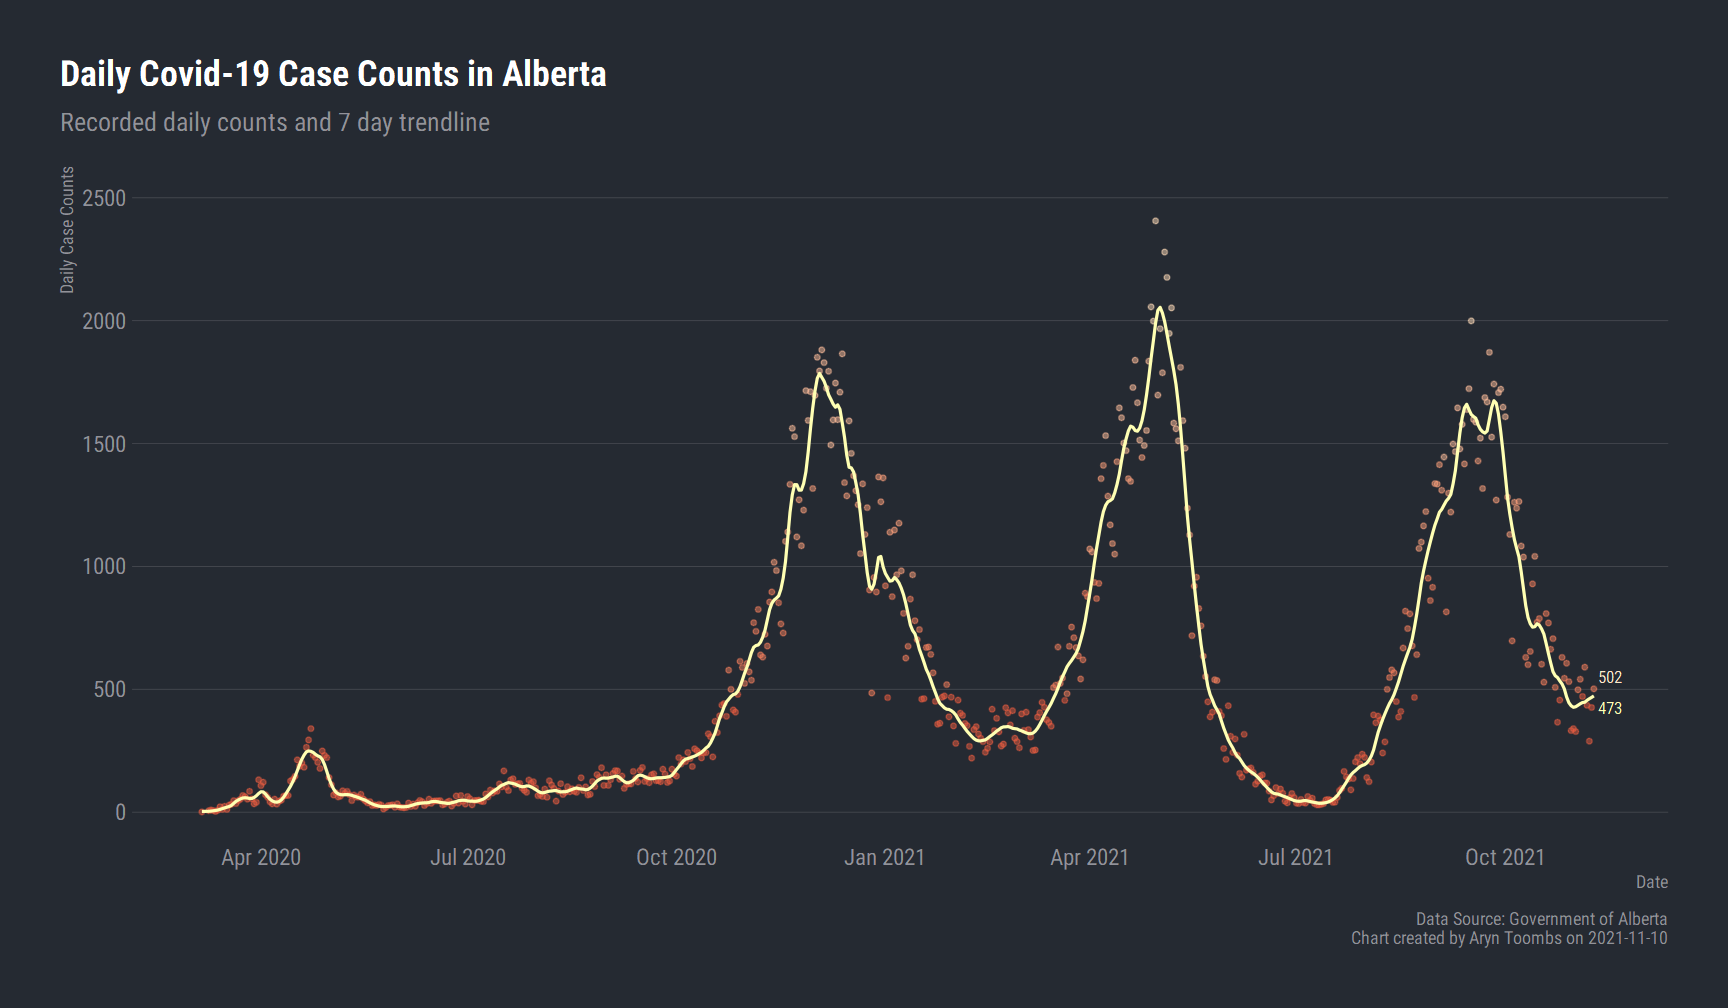 Daily Covid-19 Case Counts in Alberta
Recorded daily counts and 7 day trendline
Daily Case Counts
2500
2000
1500
1000
500
0
502
473
Apr 2020
Jul 2020
Oct 2020
Jan 2021
Apr 2021
Jul 2021
Oct 2021
Date
Data Source: Government of Alberta
Chart created by Aryn Toombs on 2021-11-10